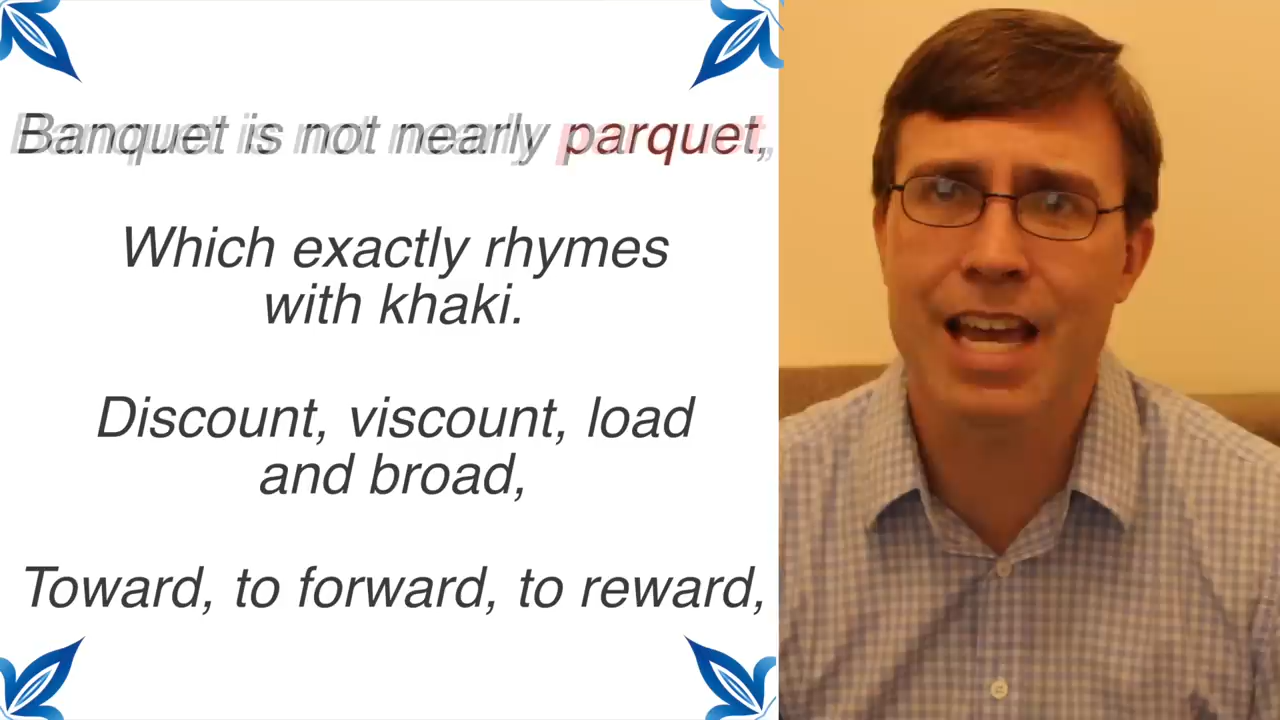 Banquet is not nearly parquet,
Which exactly rhymes
with khaki.
Discount, viscount, load
and broad,
Toward, to forward, to reward,